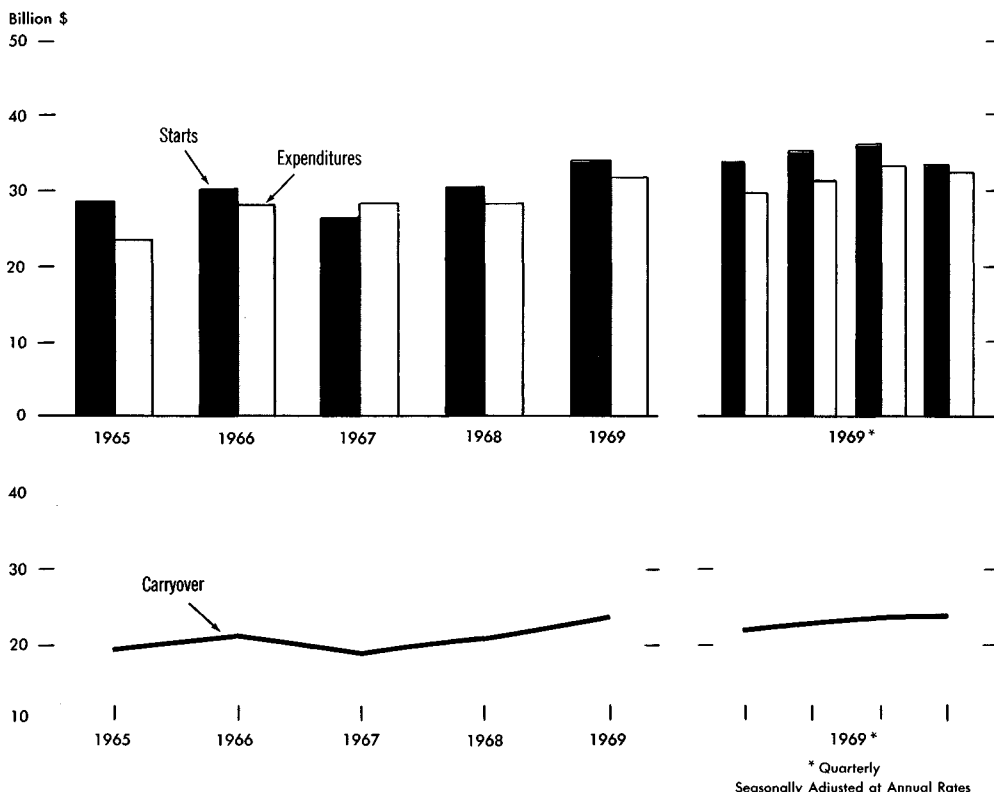 Billion $
50
40
Starts
Expenditures
30
20
10
0
1965 1966 1967 1968 1969 1969*
40
30
Carryover
20
10
1965 1966 1967 1968 1969 1969*
* Quarterly
Seasonally Adjusted at Annual Rates